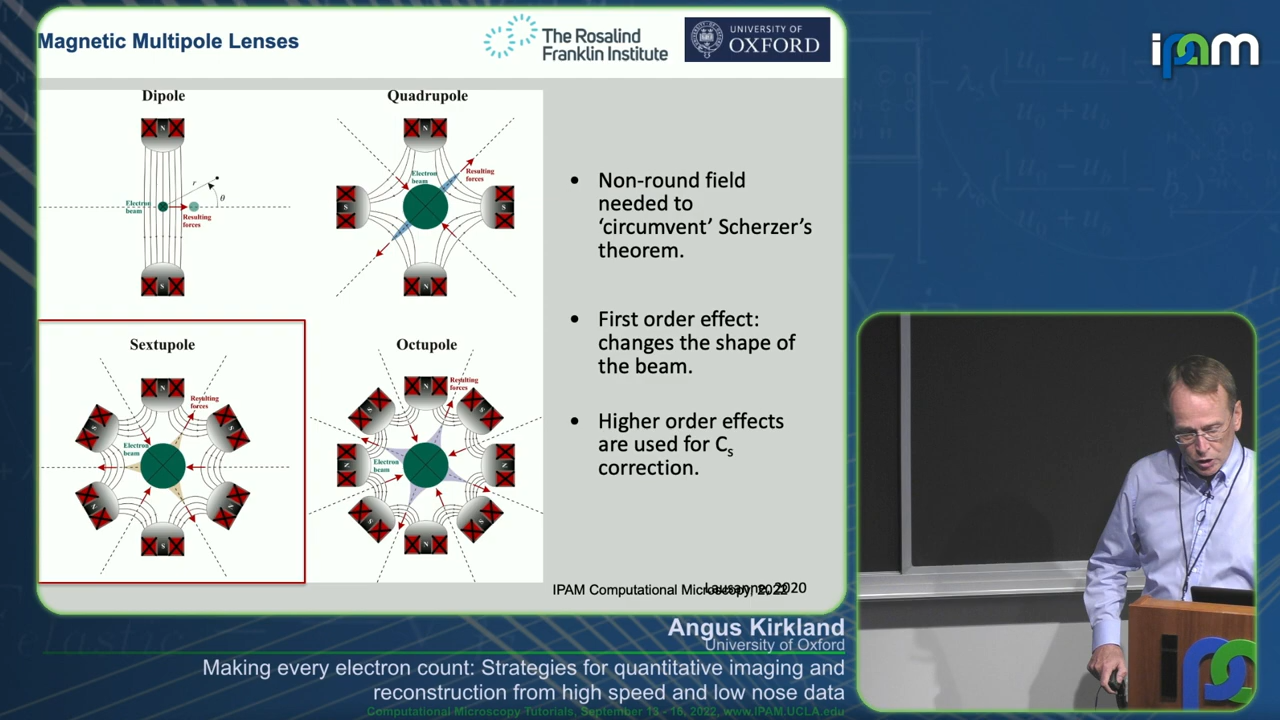 Magnetic Multipole Lenses
The Rosalind
Franklin Institute
UNIVERSITY OF
OXFORD
ipam
Dipole
N
r
θ
Electron
beam
Resulting
forces
S
Quadrupole
N
Electron
beam
Resulting
forces
S
S
N
Sextupole
N
Resulting
forces
S
S
Electron
beam
N
N
S
Octupole
N
Resulting
forces
S
S
N
N
Electron
beam
S
S
N
• Non-round field
needed to
‘circumvent’ Scherzer’s
theorem.
• First order effect:
changes the shape of
the beam.
• Higher order effects
are used for Cs
correction.
IPAM Computational Microscopy, 2022
Lausanne, 2020
Angus Kirkland
University of Oxford
Making every electron count: Strategies for quantitative imaging and
reconstruction from high speed and low nose data
Computational Microscopy Tutorials, September 13 - 16, 2022, www.IPAM.UCLA.edu